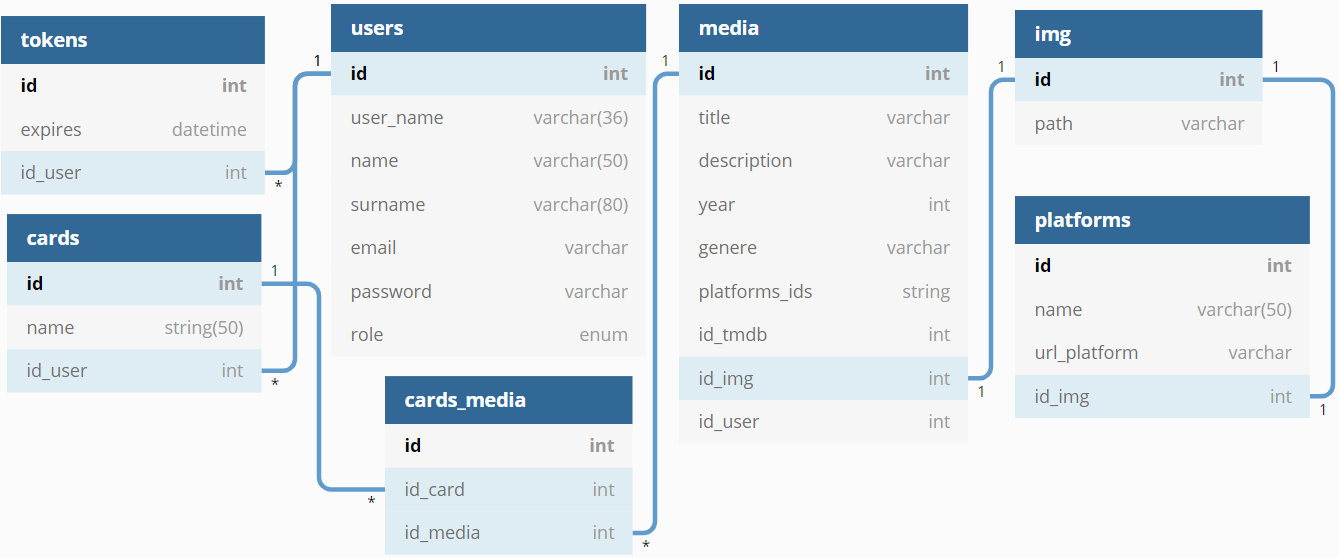 tokens
id int
expires datetime
id_user int
*
cards
id int
1
name string(50)
id_user int
*
users
1
id int
user_name varchar(36)
name varchar(50)
surname varchar(80)
email varchar
password varchar
role enum
cards_media
id int
id_card int
*
id_media int
*
media
1
id int
title varchar
description varchar
year int
genere varchar
platforms_ids string
id_tmdb int
id_img int
1
id_user int
img
1
id int
1
path varchar
platforms
id int
name varchar(50)
url_platform varchar
id_img int
1